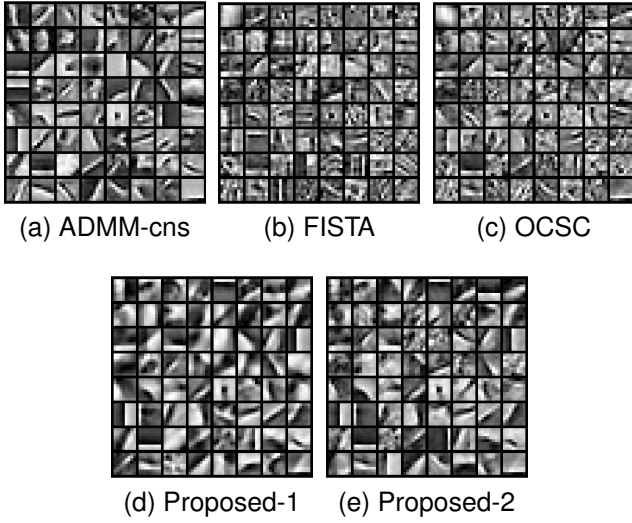 (a) ADMM-cns
(b) FISTA
(c) OCSC
(d) Proposed-1
(e) Proposed-2